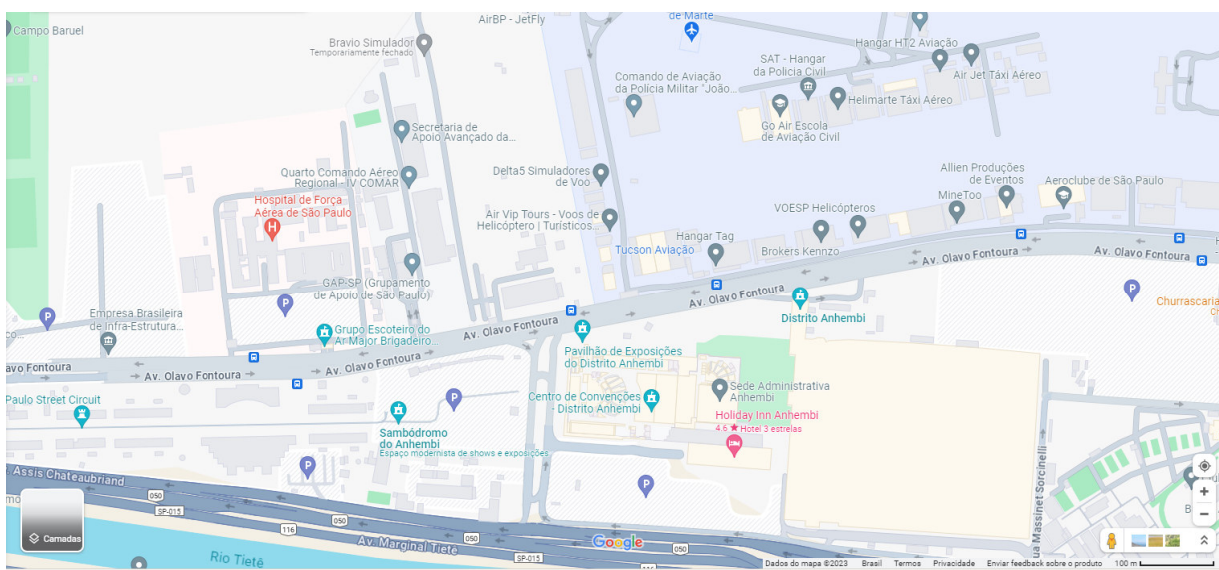 Campo Baruel
AirBP - JetFly
de Marte
Bravio Simulador
Temporariamente fechado
Hangar HT2 Aviação
SAT - Hangar
da Polícia Civil
Air Jet Táxi Aéreo
Comando de Aviação
da Polícia Militar "João...
Helimarte Táxi Aéreo
Go Air Escola
de Aviação Civil
Secretaria de
Apoio Avançado da...
Quarto Comando Aéreo
Regional - IV COMAR
Delta5 Simuladores
de Voo
Allien Produções
de Eventos
Aeroclube de São Paulo
MineToo
Hospital de Força
Aérea de São Paulo
H
Air Vip Tours - Voos de
Helicóptero | Turísticos...
VOESP Helicópteros
Hangar Tag
Tucson Aviação
Brokers Kennzo
Av. Olavo Fontoura
Av. Olavo Fontoura
GAP-SP (Grupamento
de Apoio de São Paulo)
Av. Olavo Fontoura
P
P
P
Churrascaria
Distrito Anhembi
Empresa Brasileira
de Infra-Estrutura...
Grupo Escoteiro do
Ar Major Brigadeiro...
Av. Olavo Fontoura
Pavilhão de Exposições
do Distrito Anhembi
avo Fontoura
Av. Olavo Fontoura
Av. Olavo Fontoura
Sede Administrativa
Anhembi
Centro de Convenções
- Distrito Anhembi
Paulo Street Circuit
P
Holiday Inn Anhembi
4.6 ★ Hotel 3 estrelas
Sambódromo
do Anhembi
Espaço modernista de shows e exposições
P
P
Assis Chateaubriand
050
SP-015
050
116
Camadas
Av. Marginal Tietê
Google
050
Rio Tietê
SP-015
116
ua Massinet Sorcinelli
Dados do mapa ©2023 Brasil Termos Privacidade Enviar feedback sobre o produto 100 m